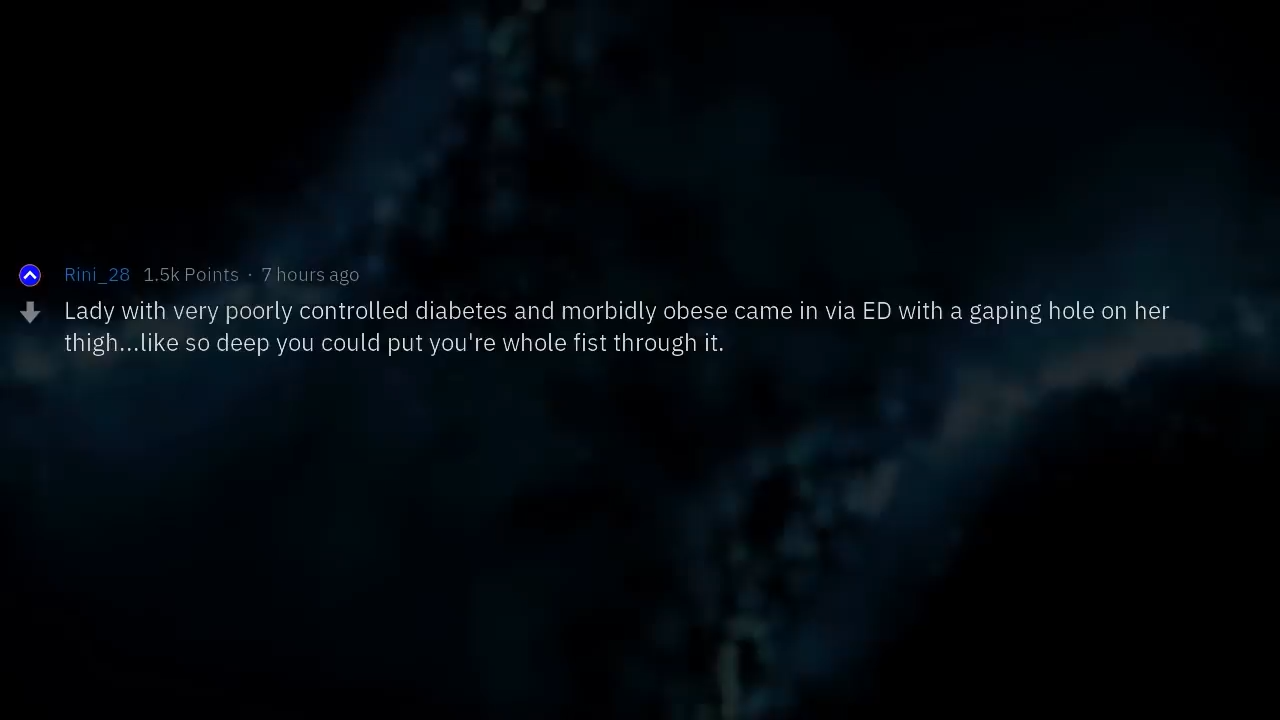 Rini_28 1.5k Points · 7 hours ago
Lady with very poorly controlled diabetes and morbidly obese came in via ED with a gaping hole on her
thigh...like so deep you could put you're whole fist through it.